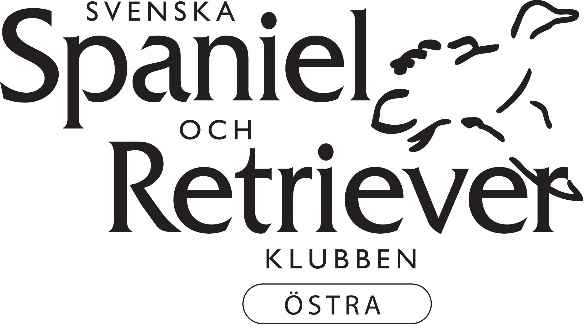 SVENSKA
Spaniel
OCH
Retriever
KLUBBEN
ÖSTRA